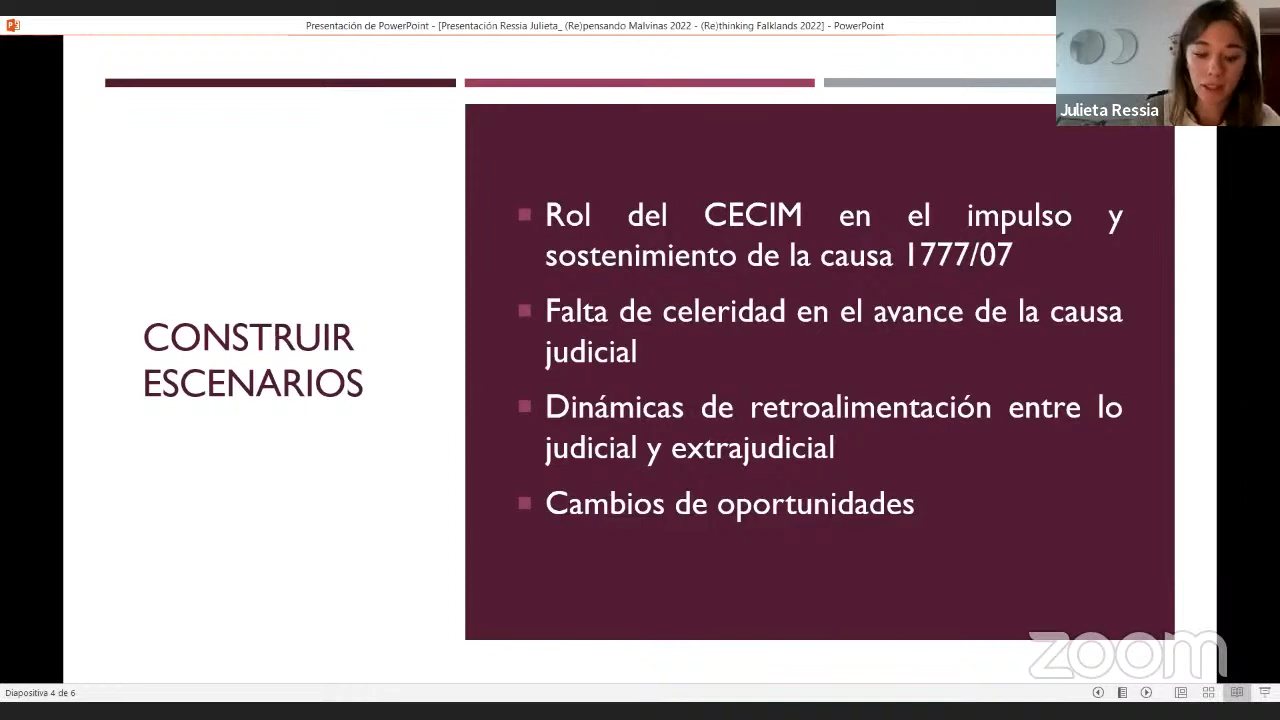 Presentación de PowerPoint - [Presentación Ressia Julieta_ (Re)pensando Malvinas 2022 - (Re)thinking Falklands 2022] - PowerPoint
Julieta Ressia
CONSTRUIR
ESCENARIOS
Rol del CECIM en el impulso y
sostenimiento de la causa 1777/07
Falta de celeridad en el avance de la causa
judicial
Dinámicas de retroalimentación entre lo
judicial y extrajudicial
Cambios de oportunidades
zoom
Diapositiva 4 de 6